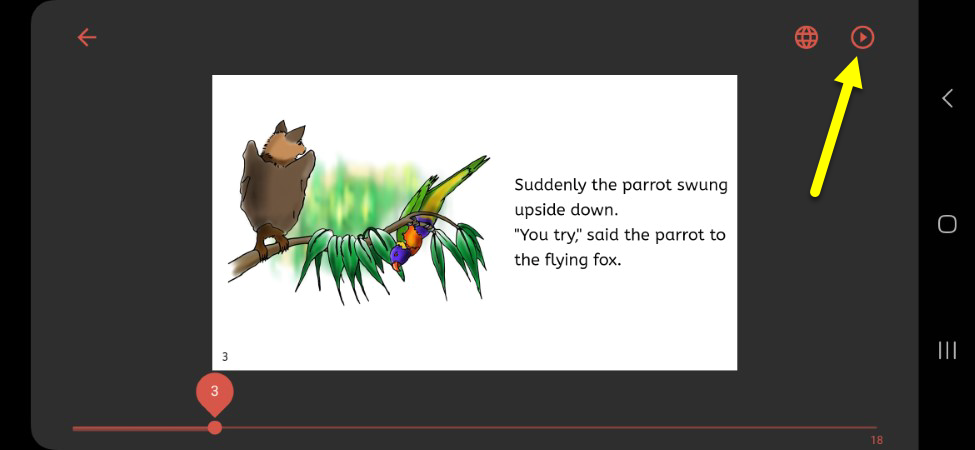 Suddenly the parrot swung
upside down.
"You try," said the parrot to
the flying fox.
3
3
18